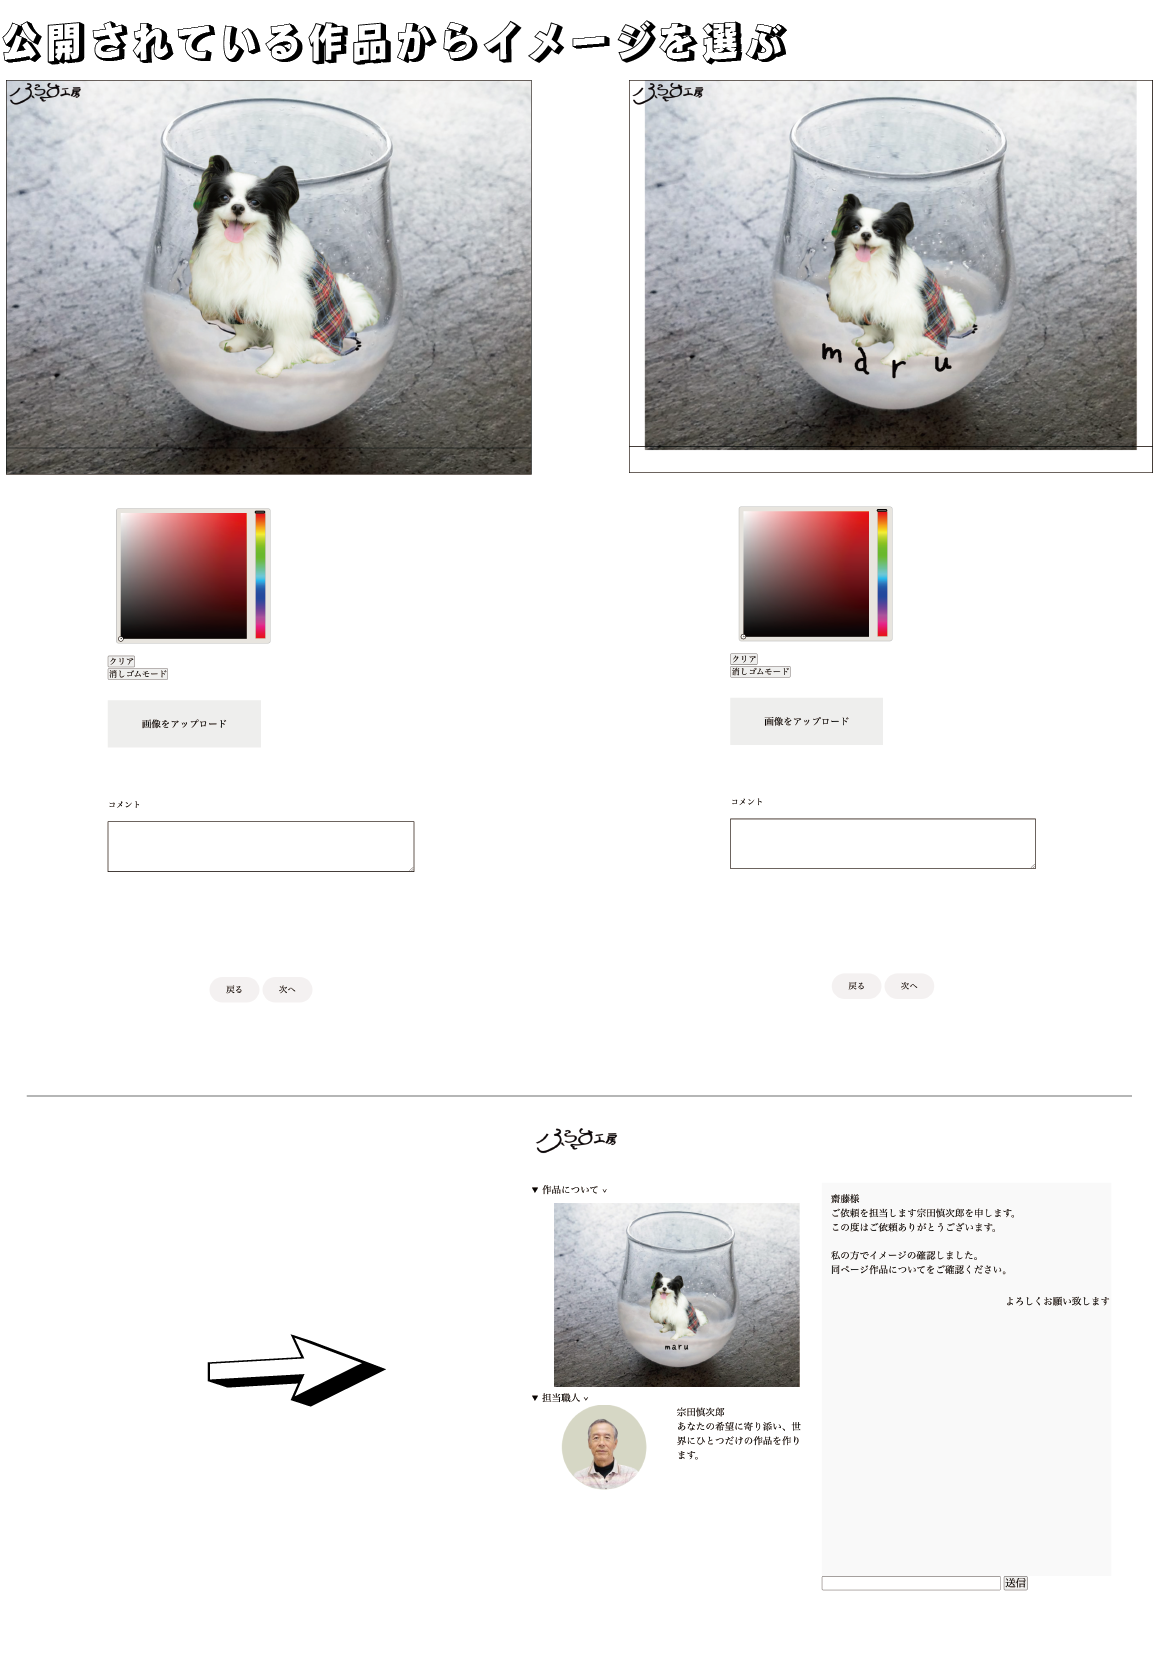 公開されている作品からイメージを選ぶ
ぶらり工房
ぶらり工房
m a r u
クリア
消しゴムモード
画像をアップロード
コメント
戻る
次へ
クリア
消しゴムモード
画像をアップロード
コメント
戻る
次へ
ぶらり工房
▼ 作品について ∨
maru
▼ 担当職人 ∨
宗田慎次郎
あなたの希望に寄り添い、世
界にひとつだけの作品を作り
ます。
齋藤様
ご依頼を担当します宗田慎次郎を申します。
この度はご依頼ありがとうございます。
私の方でイメージの確認しました。
同ページ作品についてをご確認ください。
よろしくお願い致します
送信